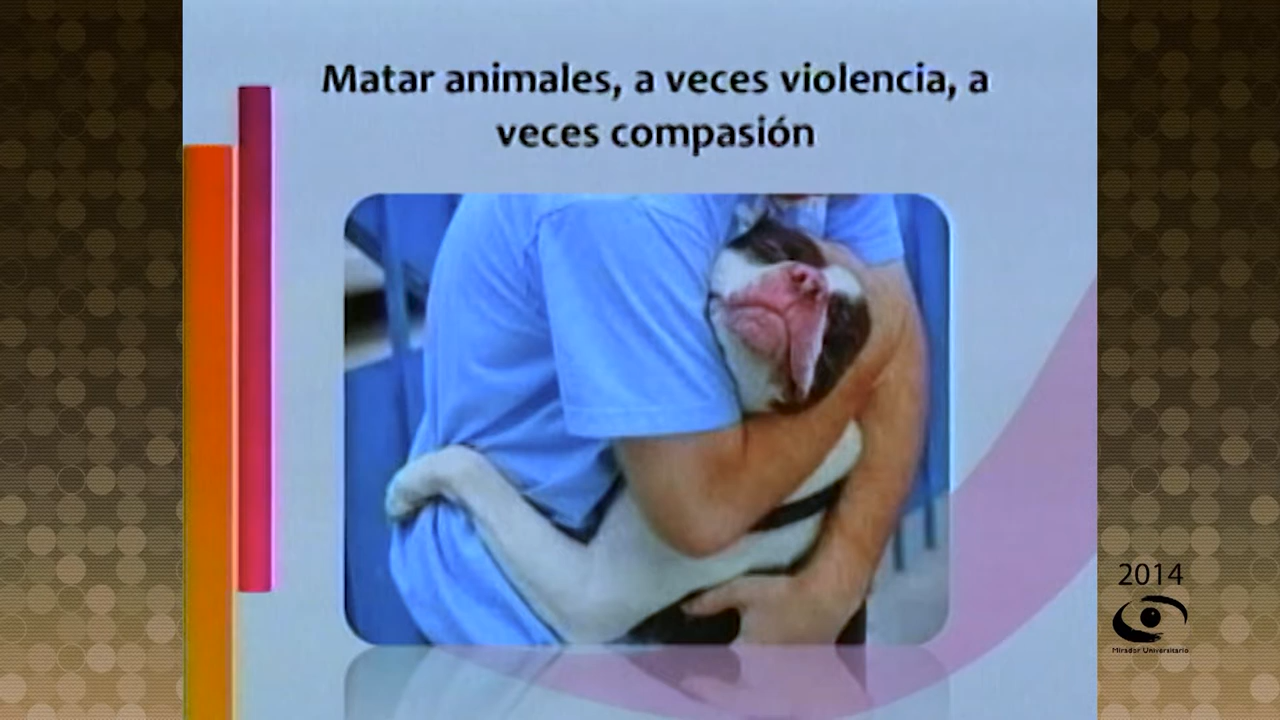 Matar animales, a veces violencia, a
veces compasión
2014
Mirador Universitario